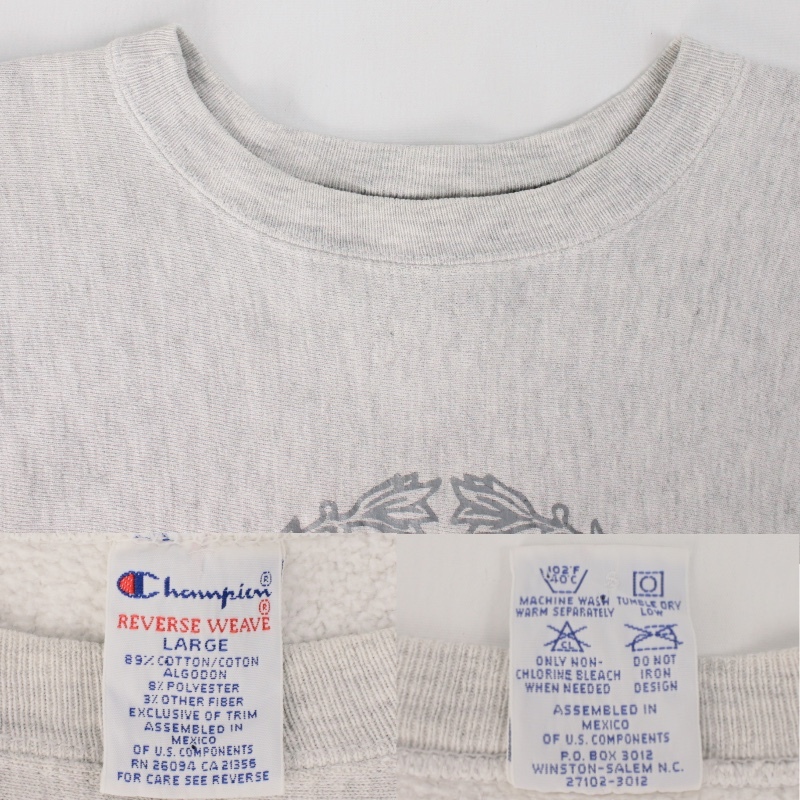 Champion®
REVERSE WEAVE®
LARGE
89% COTTON/COTON
ALGODON
8% POLYESTER
3% OTHER FIBER
EXCLUSIVE OF TRIM
ASSEMBLED IN
MEXICO
OF U.S. COMPONENTS
RN 26094 CA 21356
FOR CARE SEE REVERSE
102°F
40°C
MACHINE WASH
WARM SEPARATELY
TUMBLE DRY
LOW
CL
ONLY NON-
CHLORINE BLEACH
WHEN NEEDED
DO NOT
IRON
DESIGN
ASSEMBLED IN
MEXICO
OF U.S. COMPONENTS
P.O. BOX 3012
WINSTON-SALEM N.C.
27102-3012